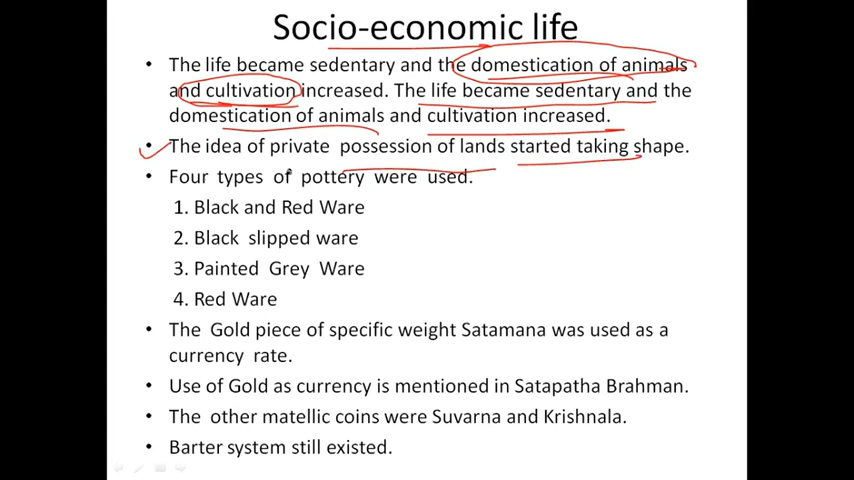 Socio-economic life
• The life became sedentary and the domestication of animals
and cultivation increased. The life became sedentary and the
domestication of animals and cultivation increased.
• The idea of private possession of lands started taking shape.
• Four types of pottery were used.
1. Black and Red Ware
2. Black slipped ware
3. Painted Grey Ware
4. Red Ware
• The Gold piece of specific weight Satamana was used as a
currency rate.
• Use of Gold as currency is mentioned in Satapatha Brahman.
• The other matellic coins were Suvarna and Krishnala.
• Barter system still existed.